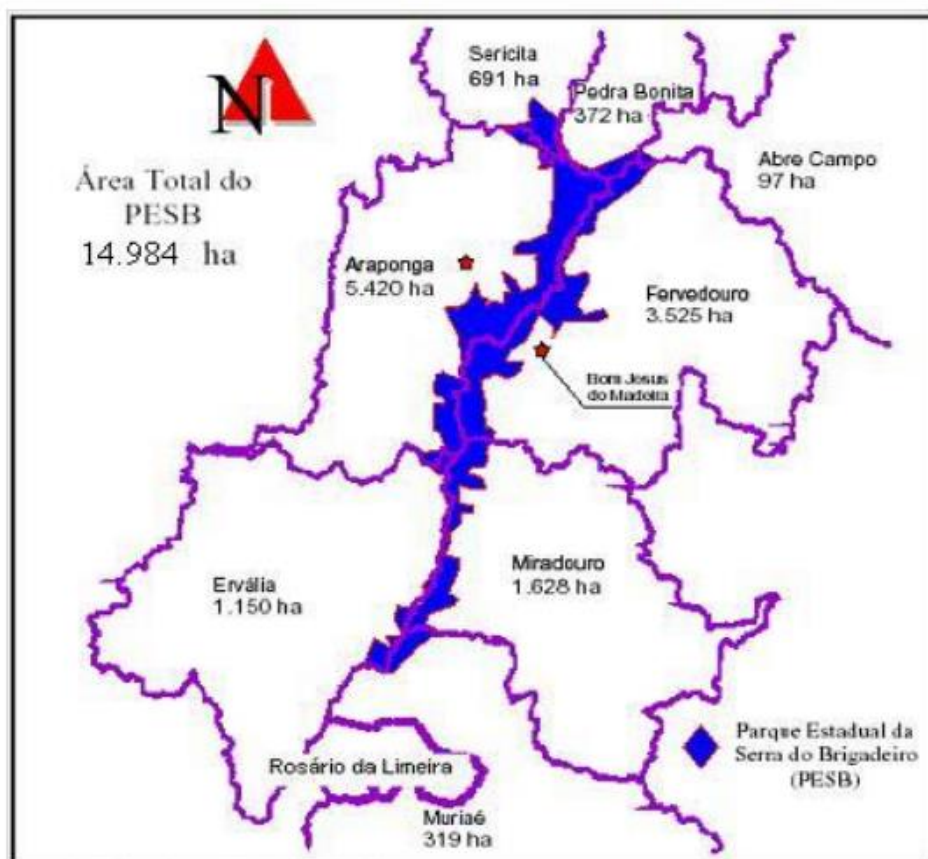 N
Área Total do
PESB
14.984 ha
Sericita
691 ha
Pedra Bonita
372 ha
Abre Campo
97 ha
Araponga
5.420 ha
Fervedouro
3.525 ha
Bom Jesus
do Madeira
Ervália
1.150 ha
Miradouro
1.628 ha
Rosário da Limeira
Muriaé
319 ha
Parque Estadual da
Serra do Brigadeiro
(PESB)